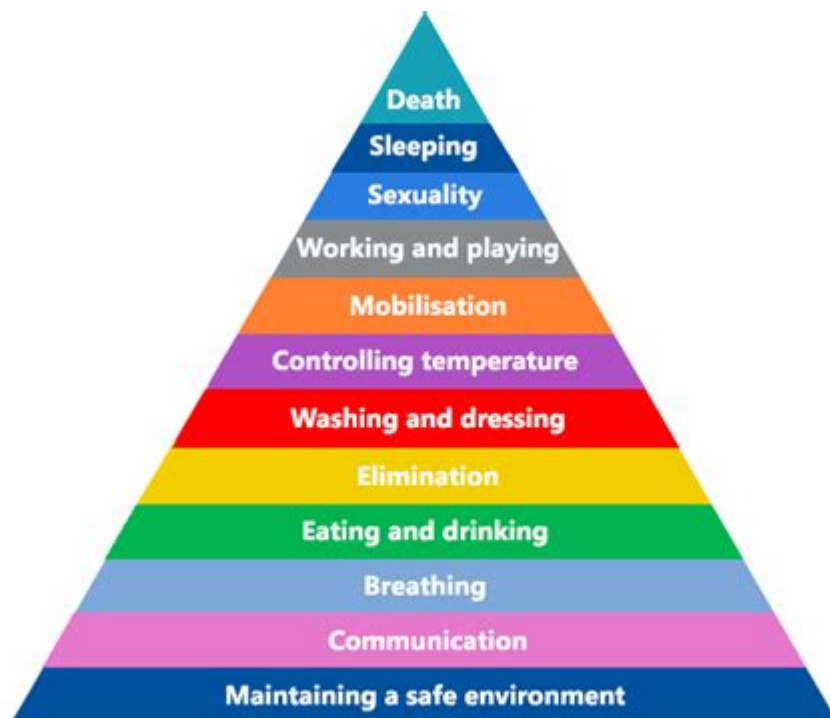 Death
Sleeping
Sexuality
Working and playing
Mobilisation
Controlling temperature
Washing and dressing
Elimination
Eating and drinking
Breathing
Communication
Maintaining a safe environment